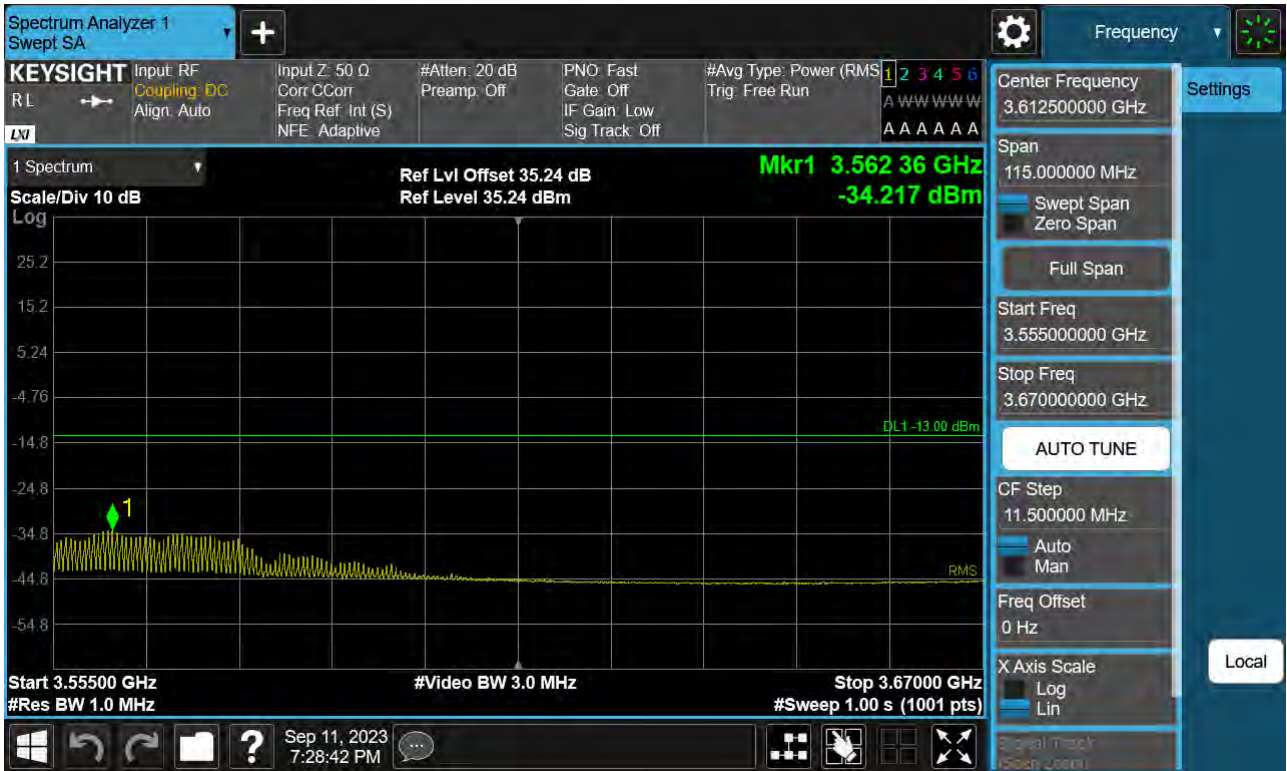 Spectrum Analyzer 1
Swept SA
Frequency
KEYSIGHT
RL
LXI
Input: RF
Coupling: DC
Align: Auto
Input Z: 50 Ω
Corr CCorr
Freq Ref: Int (S)
NFE: Adaptive
#Atten: 20 dB
Preamp: Off
PNO: Fast
Gate: Off
IF Gain: Low
Sig Track: Off
#Avg Type: Power (RMS
Trig: Free Run
1 2 3 4 5 6
A W W W W W
A A A A A A
1 Spectrum
Scale/Div 10 dB
Log
Ref Lvl Offset 35.24 dB
Ref Level 35.24 dBm
Mkr1 3.562 36 GHz
-34.217 dBm
25.2
15.2
5.24
-4.76
-14.8
-24.8
-34.8
-44.8
-54.8
DL1 -13.00 dBm
1
RMS
Start 3.55500 GHz
#Res BW 1.0 MHz
#Video BW 3.0 MHz
Stop 3.67000 GHz
#Sweep 1.00 s (1001 pts)
Center Frequency
3.612500000 GHz
Settings
Span
115.000000 MHz
Swept Span
Zero Span
Full Span
Start Freq
3.555000000 GHz
Stop Freq
3.670000000 GHz
AUTO TUNE
CF Step
11.500000 MHz
Auto
Man
Freq Offset
0 Hz
X Axis Scale
Log
Lin
Local
Signal Track
(Span Zoom)
?
Sep 11, 2023
7:28:42 PM